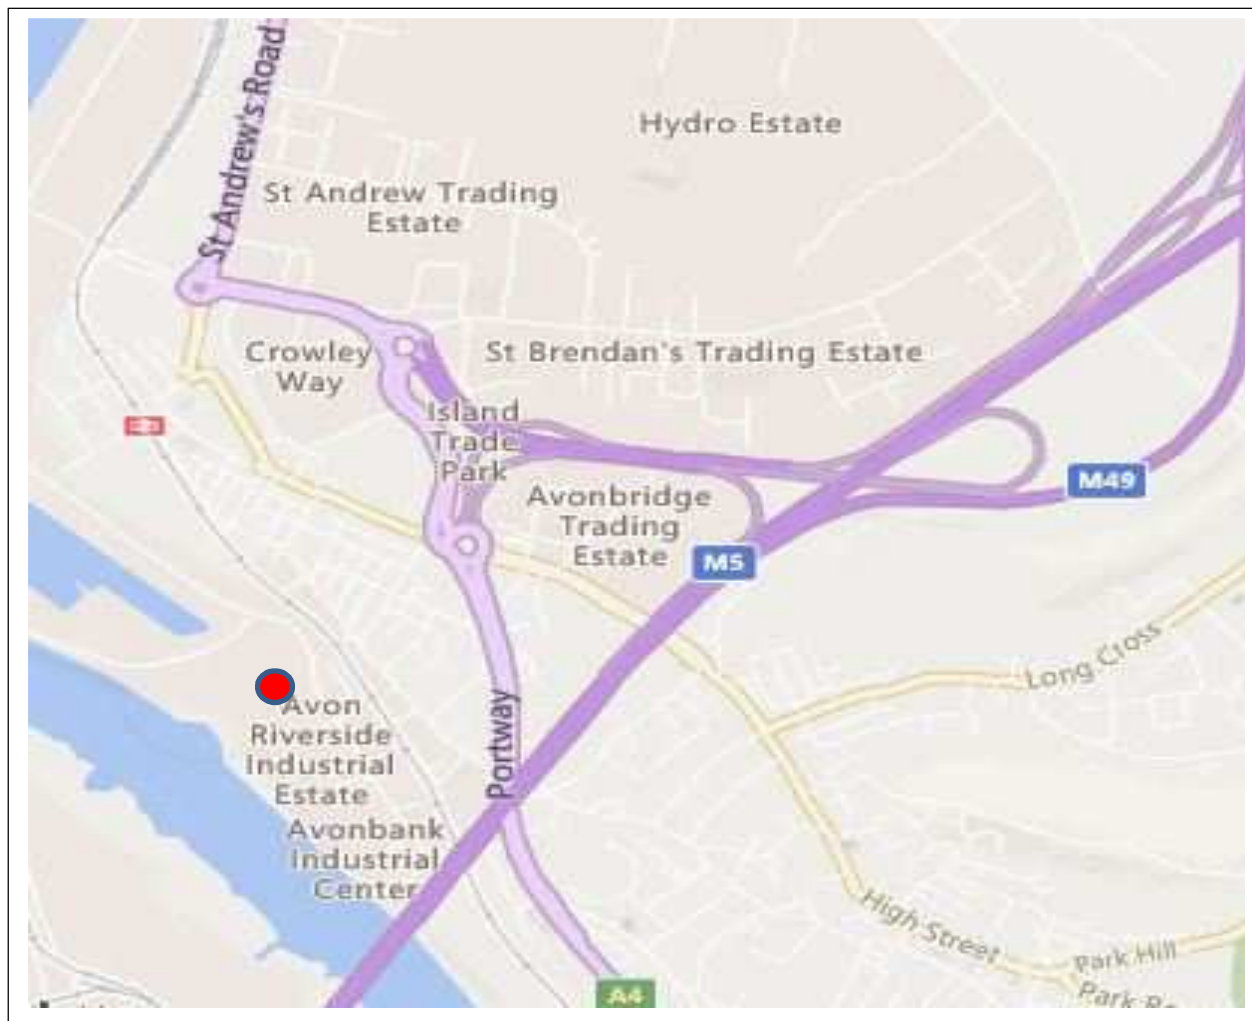 St Andrew's Road
Hydro Estate
St Andrew Trading
Estate
Crowley
Way
St Brendan's Trading Estate
Island
Trade
Park
Avonbridge
Trading
Estate
M49
M5
Long Cross
Avon
Riverside
Industrial
Estate
Portway
Avonbank
Industrial
Center
High Street
Park Hill
Park
A4